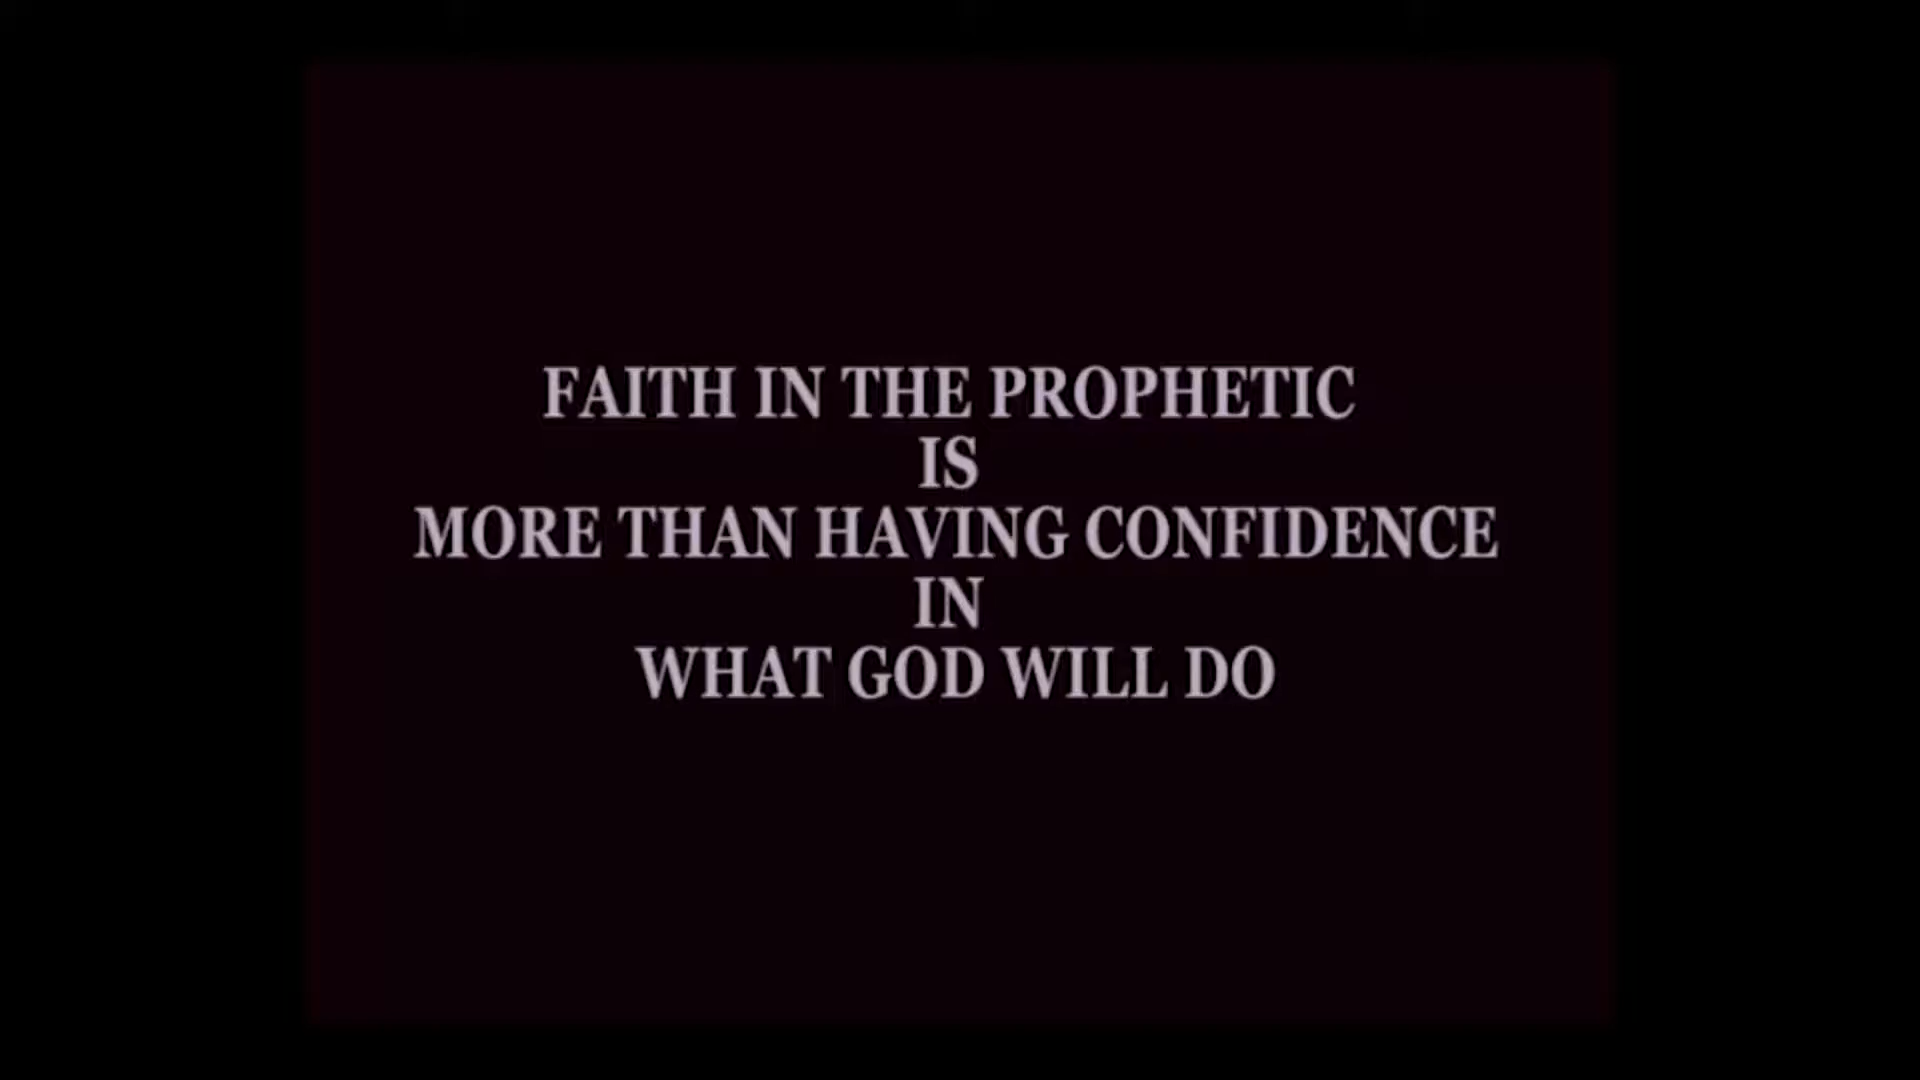 FAITH IN THE PROPHETIC
IS
MORE THAN HAVING CONFIDENCE
IN
WHAT GOD WILL DO